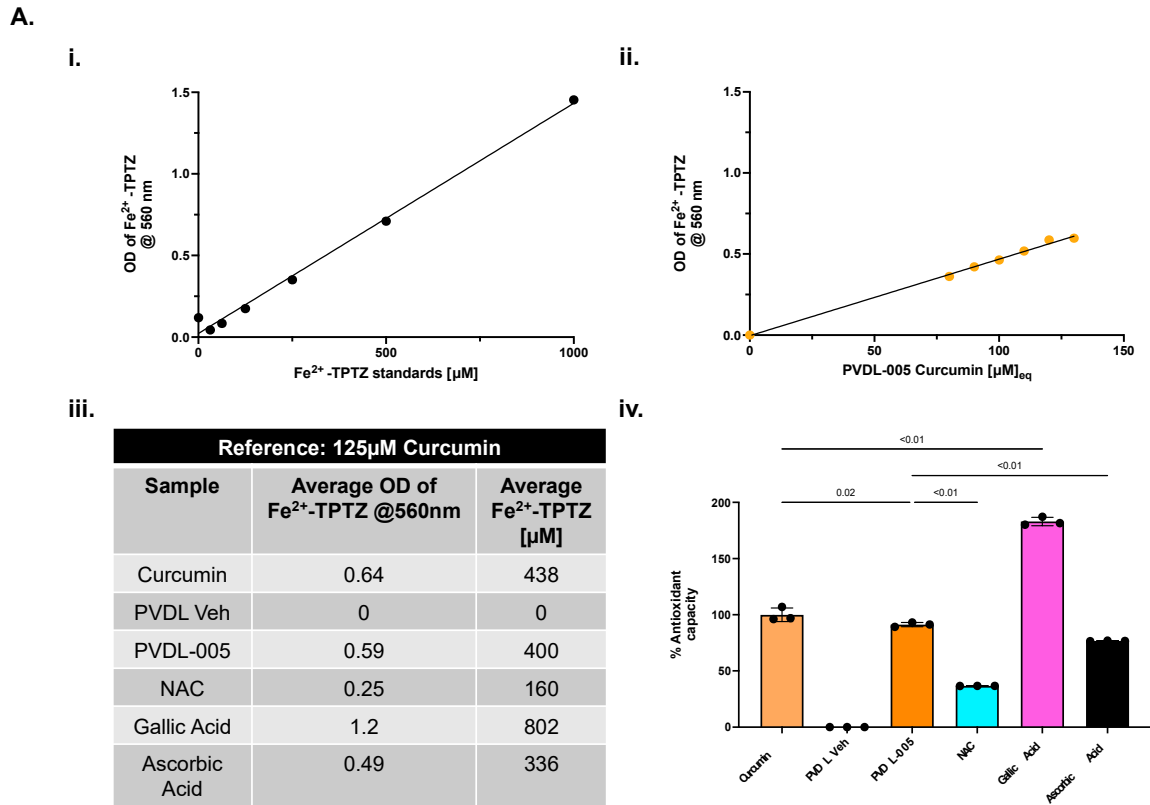 A.
i.
1.5
1.0
0.5
0.0
OD of Fe²⁺ -TPTZ
@ 560 nm
0
500
1000
Fe²⁺ -TPTZ standards [µM]
ii.
1.5
1.0
0.5
0.0
OD of Fe²⁺ -TPTZ
@ 560 nm
0
50
100
150
PVDL-005 Curcumin [µM]eq
iii.
Reference: 125µM Curcumin
Sample
Average OD of
Fe²⁺-TPTZ @560nm
Average
Fe²⁺-TPTZ
[µM]
Curcumin 0.64 438
PVDL Veh 0 0
PVDL-005 0.59 400
NAC 0.25 160
Gallic Acid 1.2 802
Ascorbic
Acid
0.49 336
iv.
<0.01
<0.01
0.02
<0.01
200
150
100
50
0
% Antioxidant
capacity
Curcumin
PVD L Veh
PVD L-005
NAC
Gallic Acid
Ascorbic Acid